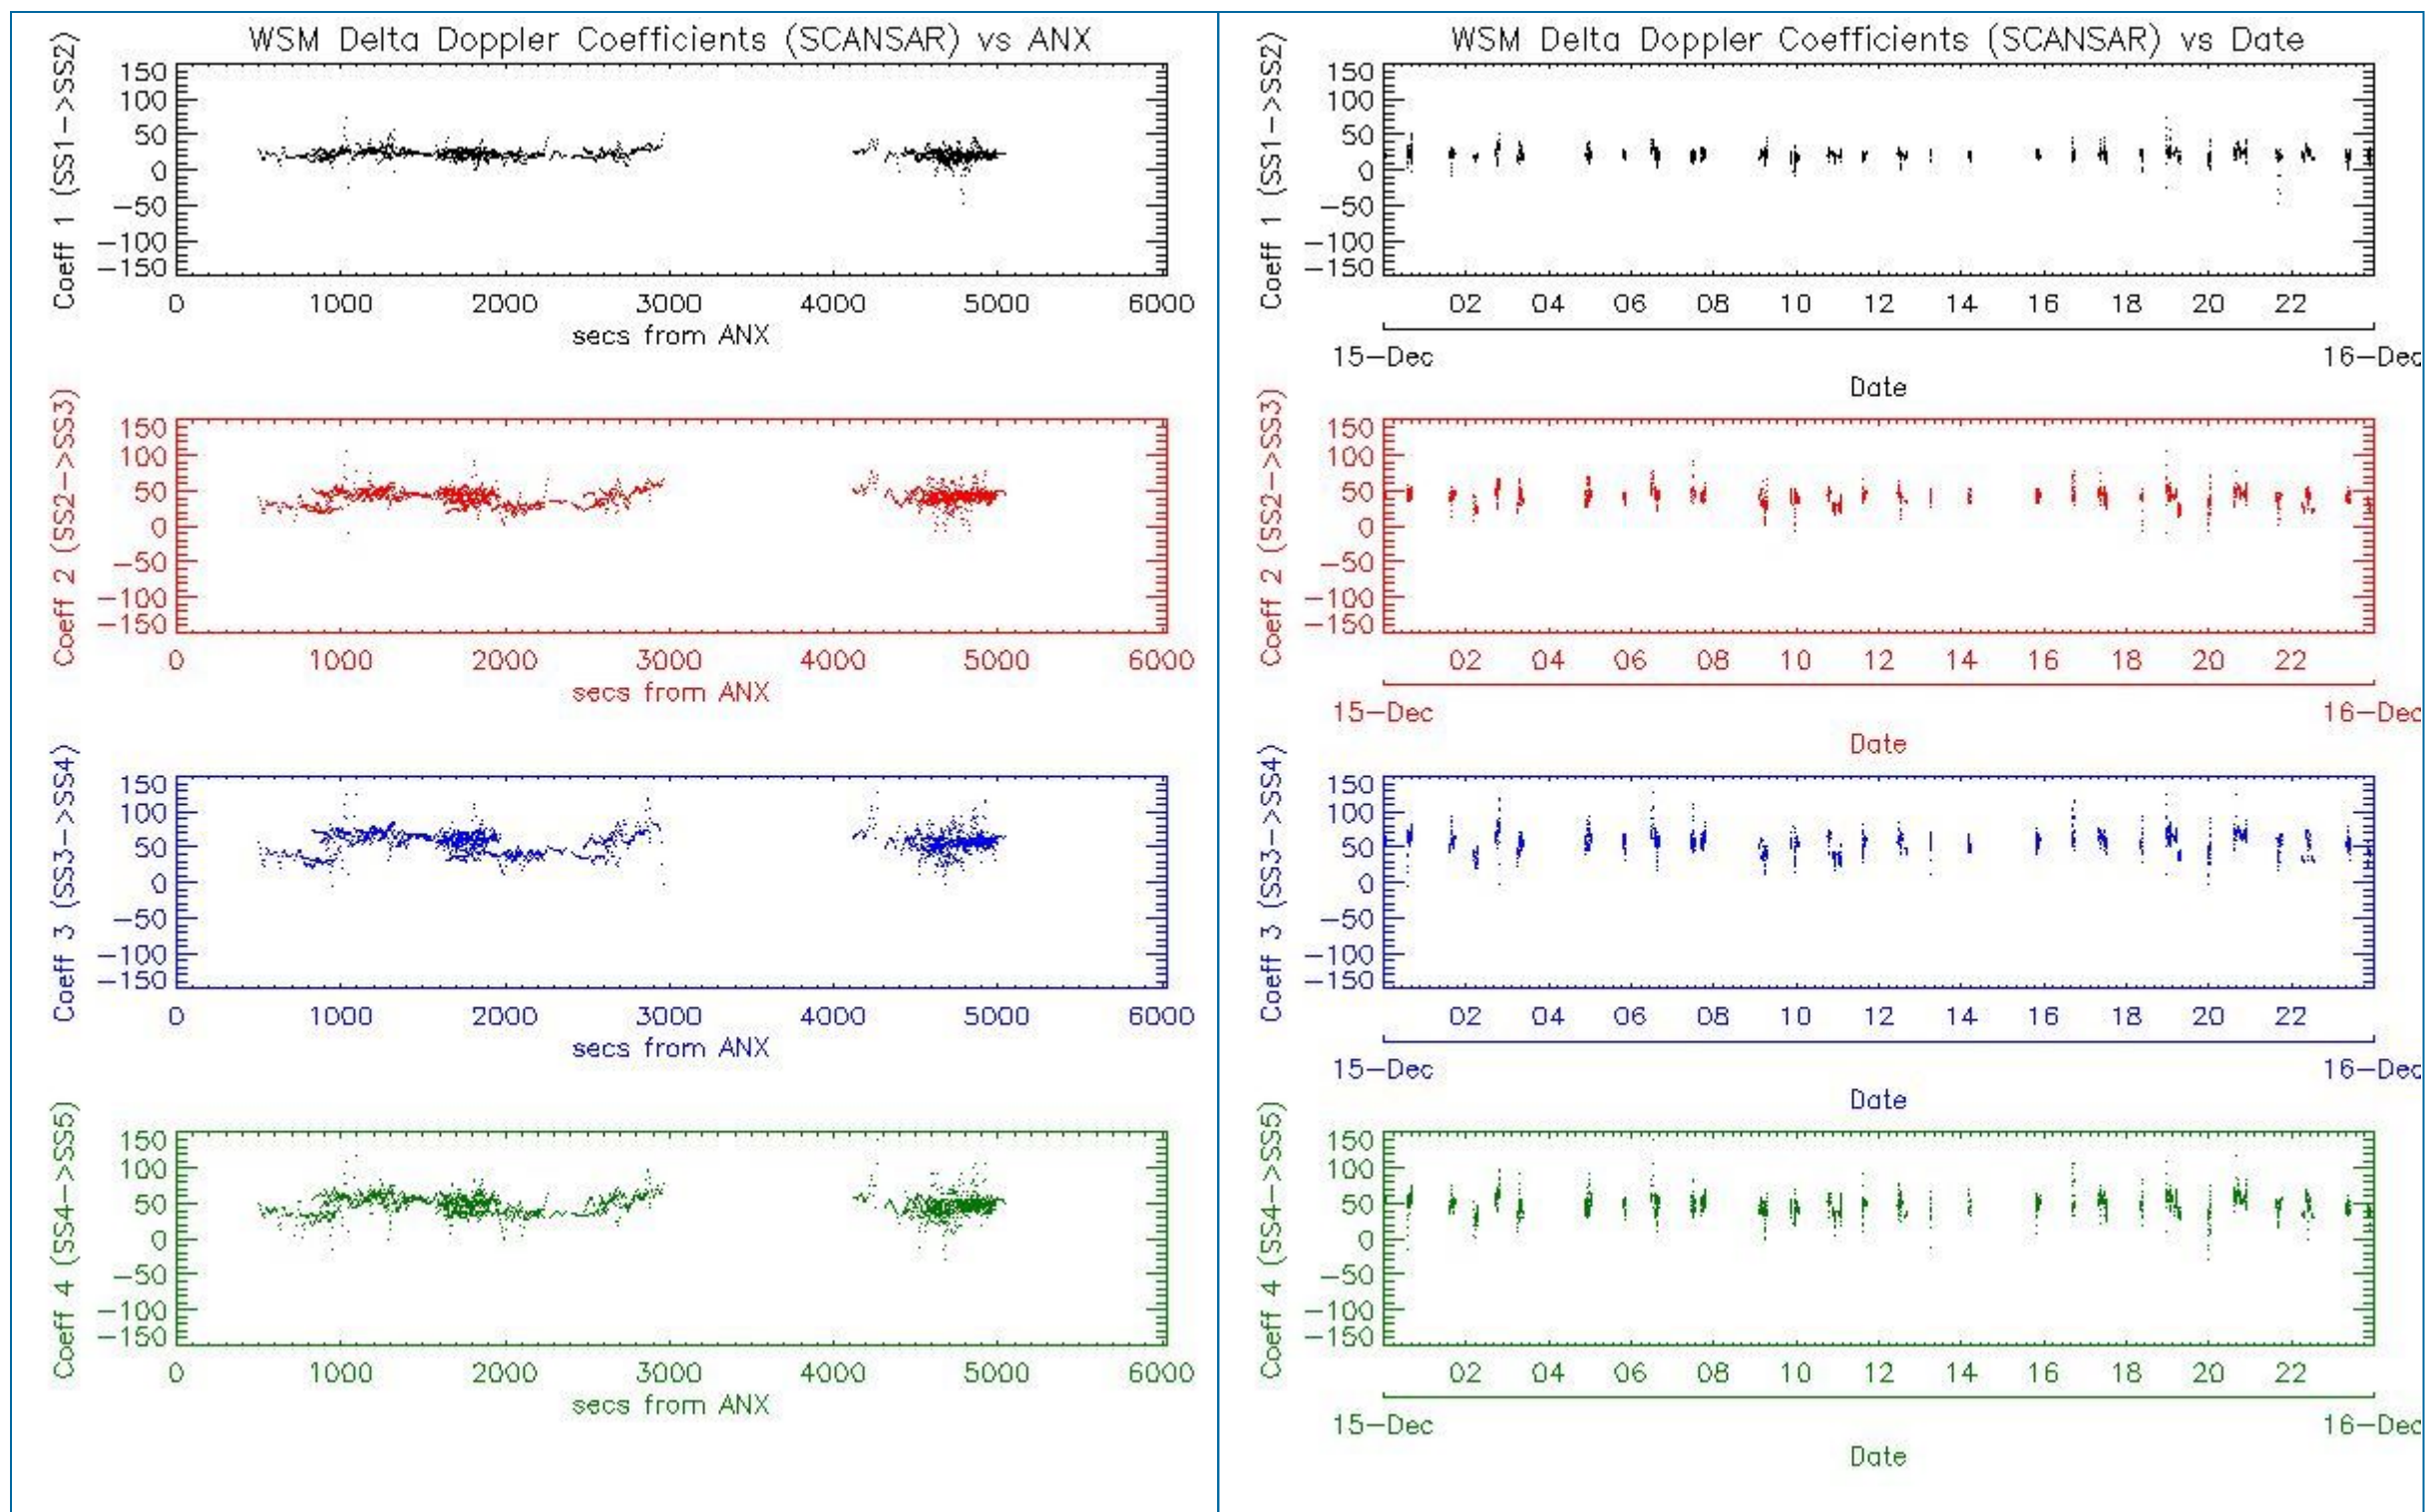 WSM Delta Doppler Coefficients (SCANSAR) vs ANX
Coeff 1 (SS1->SS2)
150
100
50
0
-50
-100
-150
0 1000 2000 3000 4000 5000 6000
secs from ANX
Coeff 2 (SS2->SS3)
150
100
50
0
-50
-100
-150
0 1000 2000 3000 4000 5000 6000
secs from ANX
Coeff 3 (SS3->SS4)
150
100
50
0
-50
-100
-150
0 1000 2000 3000 4000 5000 6000
secs from ANX
Coeff 4 (SS4->SS5)
150
100
50
0
-50
-100
-150
0 1000 2000 3000 4000 5000 6000
secs from ANX
WSM Delta Doppler Coefficients (SCANSAR) vs Date
Coeff 1 (SS1->SS2)
150
100
50
0
-50
-100
-150
02 04 06 08 10 12 14 16 18 20 22
15-Dec 16-Dec
Date
Coeff 2 (SS2->SS3)
150
100
50
0
-50
-100
-150
02 04 06 08 10 12 14 16 18 20 22
15-Dec 16-Dec
Date
Coeff 3 (SS3->SS4)
150
100
50
0
-50
-100
-150
02 04 06 08 10 12 14 16 18 20 22
15-Dec 16-Dec
Date
Coeff 4 (SS4->SS5)
150
100
50
0
-50
-100
-150
02 04 06 08 10 12 14 16 18 20 22
15-Dec 16-Dec
Date